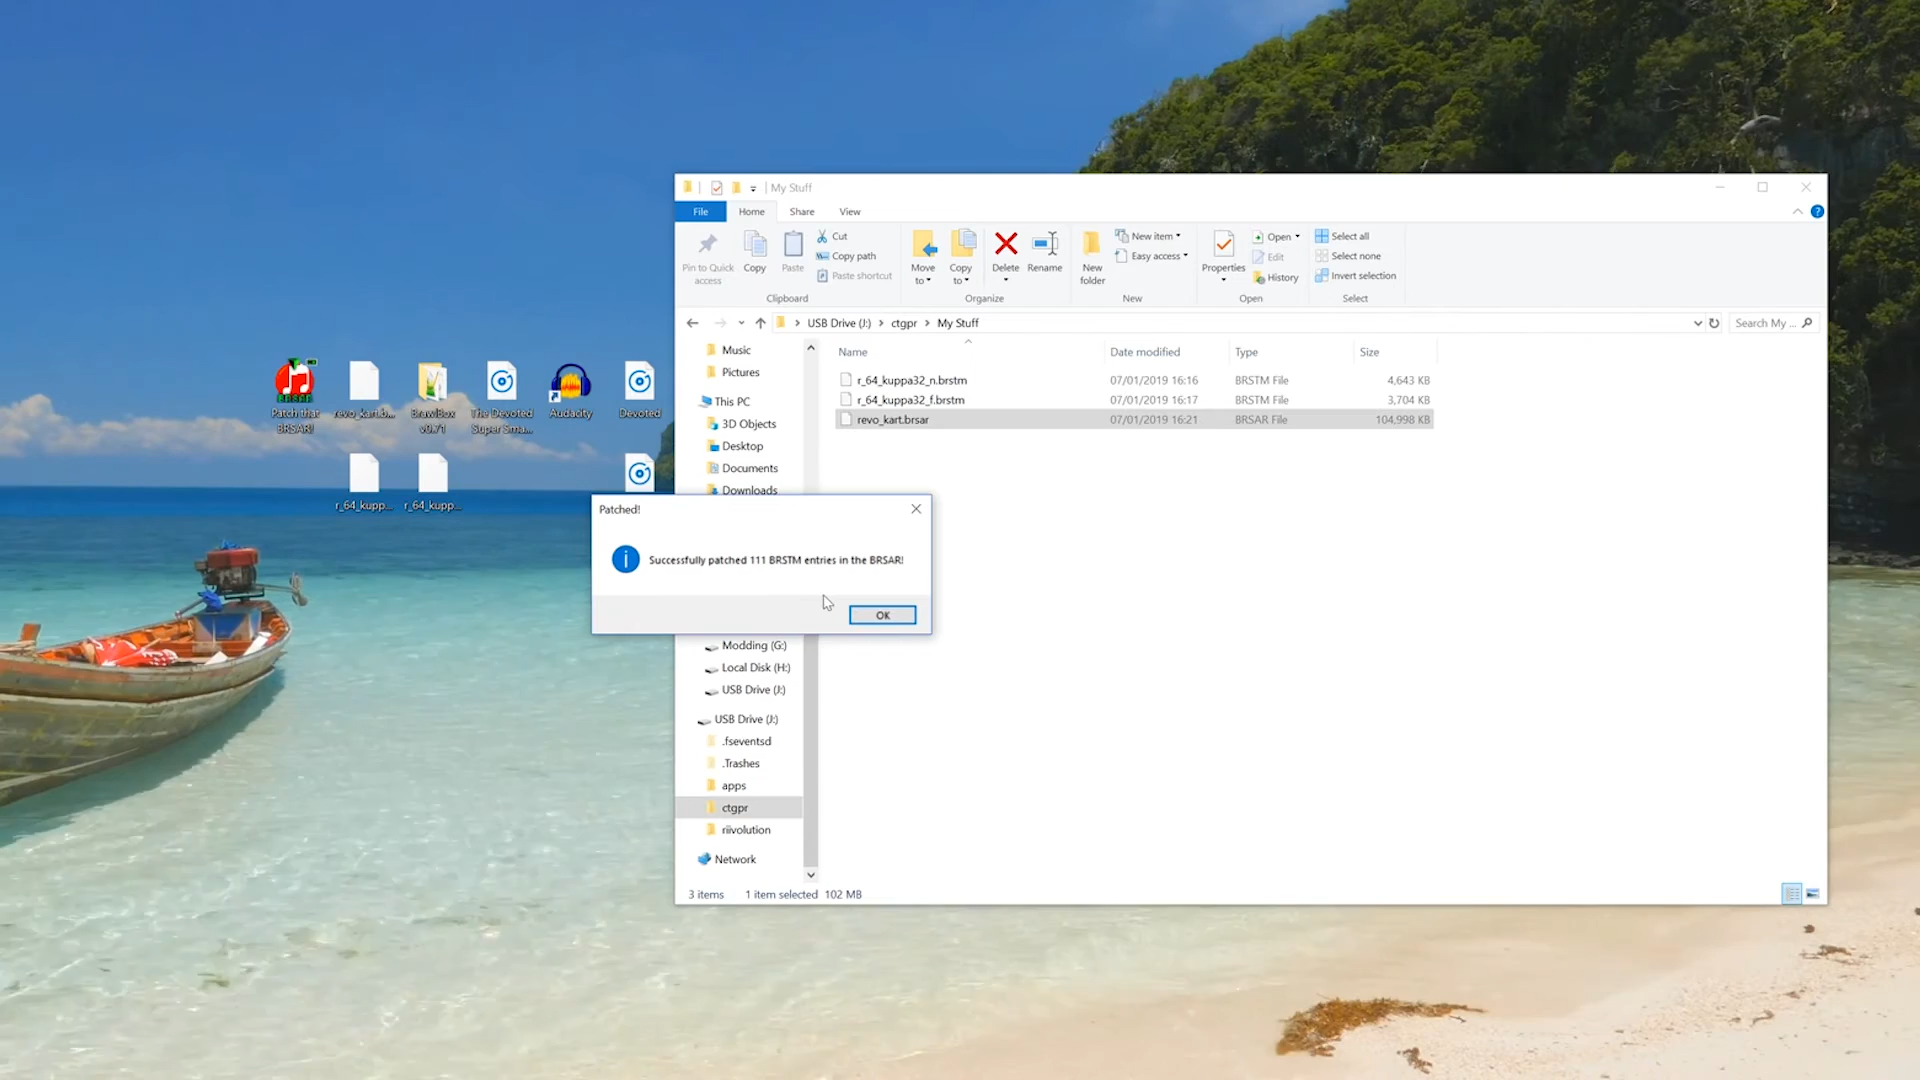 My Stuff
File
Home
Share
View
Pin to Quick access
Copy
Paste
Cut
Copy path
Paste shortcut
Clipboard
Move to
Copy to
Delete
Rename
Organize
New folder
New item
Easy access
New
Properties
Open
Edit
History
Open
Select all
Select none
Invert selection
Select
USB Drive (J:)
ctgpr
My Stuff
Search My ...
Name
Date modified
Type
Size
r_64_kuppa32_n.brstm
07/01/2019 16:16
BRSTM File
4,643 KB
r_64_kuppa32_f.brstm
07/01/2019 16:17
BRSTM File
3,704 KB
revo_kart.brsar
07/01/2019 16:21
BRSAR File
104,998 KB
Music
Pictures
This PC
3D Objects
Desktop
Documents
Downloads
Modding (G:)
Local Disk (H:)
USB Drive (J:)
USB Drive (J:)
.fseventsd
.Trashes
apps
ctgpr
riivolution
Network
3 items
1 item selected
102 MB
Patch that BRSAR!
revo_kart.b...
BrawlBox v0.71
The Devoted Super Sma...
Audacity
Devoted
r_64_kupp...
r_64_kupp...
Patched!
Successfully patched 111 BRSTM entries in the BRSAR!
OK